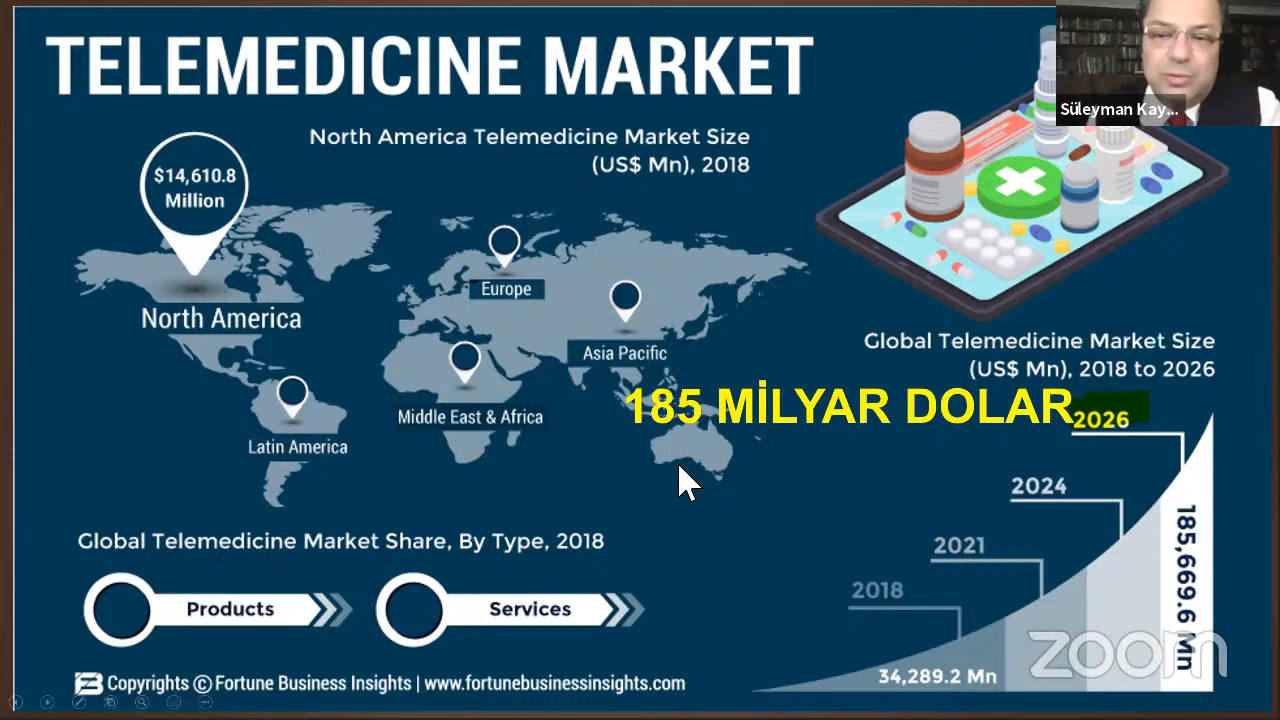 TELEMEDICINE MARKET
Süleyman Kay...
North America Telemedicine Market Size
(US$ Mn), 2018
$14,610.8
Million
North America
Europe
Asia Pacific
Middle East & Africa
Latin America
Global Telemedicine Market Size
(US$ Mn), 2018 to 2026
185 MİLYAR DOLAR
2026
2024
2021
2018
185,669.6 Mn
34,289.2 Mn
Global Telemedicine Market Share, By Type, 2018
Products
Services
zoom
Copyrights © Fortune Business Insights | www.fortunebusinessinsights.com